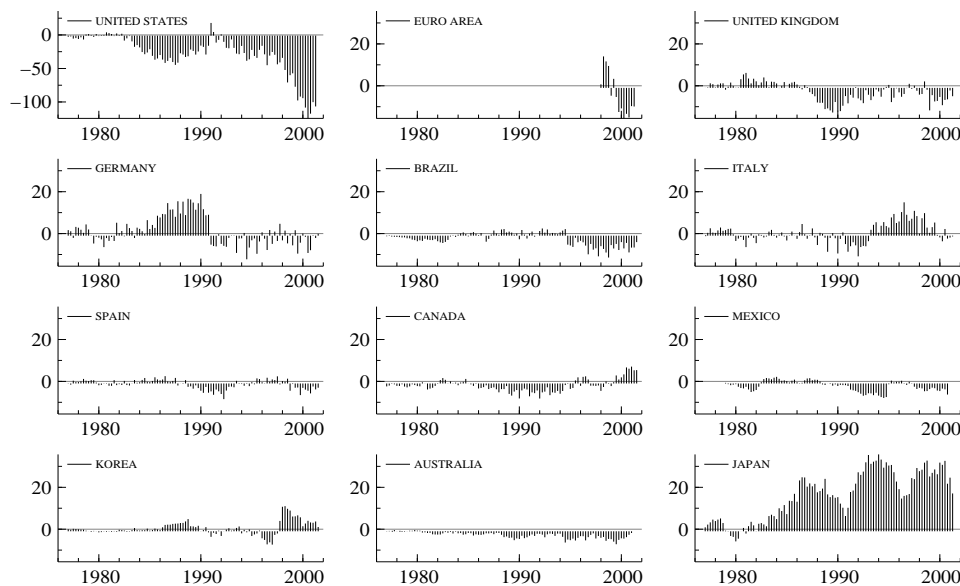 UNITED STATES
0
−50
−100
1980 1990 2000
EURO AREA
20
0
1980 1990 2000
UNITED KINGDOM
20
0
1980 1990 2000
GERMANY
20
0
1980 1990 2000
BRAZIL
20
0
1980 1990 2000
ITALY
20
0
1980 1990 2000
SPAIN
20
0
1980 1990 2000
CANADA
20
0
1980 1990 2000
MEXICO
20
0
1980 1990 2000
KOREA
20
0
1980 1990 2000
AUSTRALIA
20
0
1980 1990 2000
JAPAN
20
0
1980 1990 2000